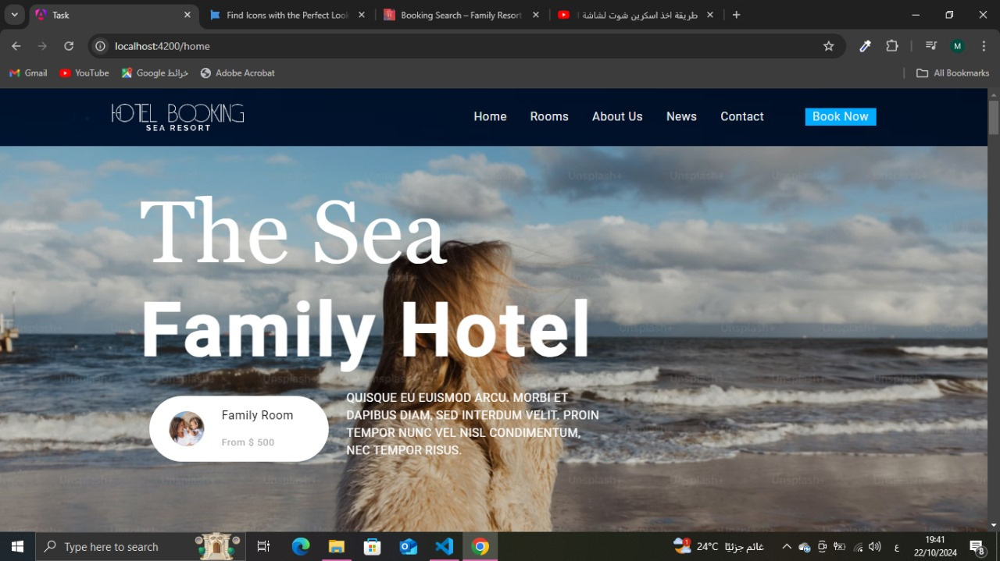 Task
Find Icons with the Perfect Look
Booking Search – Family Resort
طريقة اخذ اسكرين شوت لشاشة ا
localhost:4200/home
M
Gmail
YouTube
Google خرائط
Adobe Acrobat
All Bookmarks
HOTEL BOOKING
SEA RESORT
Home
Rooms
About Us
News
Contact
Book Now
Unsplash+
The Sea
Family Hotel
Family Room
From $ 500
QUISQUE EU EUISMOD ARCU. MORBI ET
DAPIBUS DIAM, SED INTERDUM VELIT. PROIN
TEMPOR NUNC VEL NISL CONDIMENTUM,
NEC TEMPOR RISUS.
Type here to search
1
24°C غائم جزئيًا
ع
19:41
22/10/2024
8